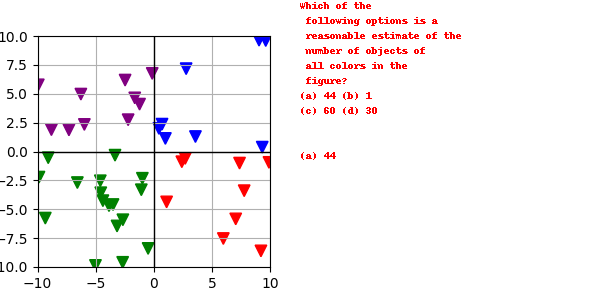 Which of the
following options is a
reasonable estimate of the
number of objects of
all colors in the
figure?
(a) 44 (b) 1
(c) 60 (d) 30
(a) 44
10.0
7.5
5.0
2.5
0.0
−2.5
−5.0
−7.5
−10.0
−10 −5 0 5 10